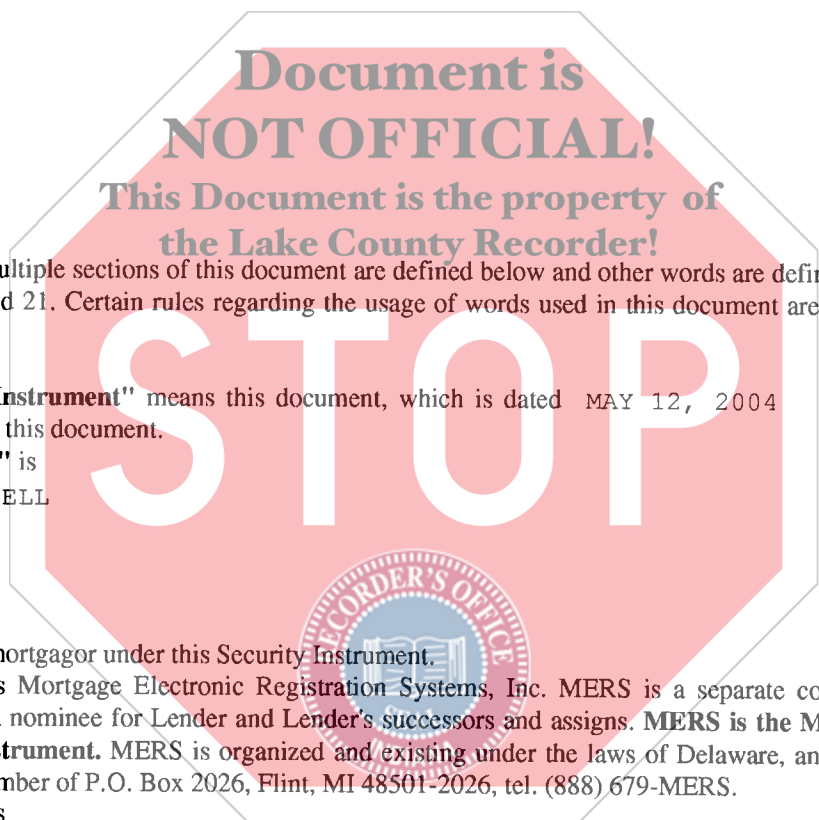 Document is
NOT OFFICIAL!
This Document is the property of
the Lake County Recorder!
ultiple sections of this document are defined below and other words are defin
d 21. Certain rules regarding the usage of words used in this document are
STOP
nstrument" means this document, which is dated MAY 12, 2004
this document.
" is
ELL
RECORDER'S OFFICE
nortgagor under this Security Instrument.
s Mortgage Electronic Registration Systems, Inc. MERS is a separate co
nominee for Lender and Lender's successors and assigns. MERS is the M
strument. MERS is organized and existing under the laws of Delaware, an
mber of P.O. Box 2026, Flint, MI 48501-2026, tel. (888) 679-MERS.